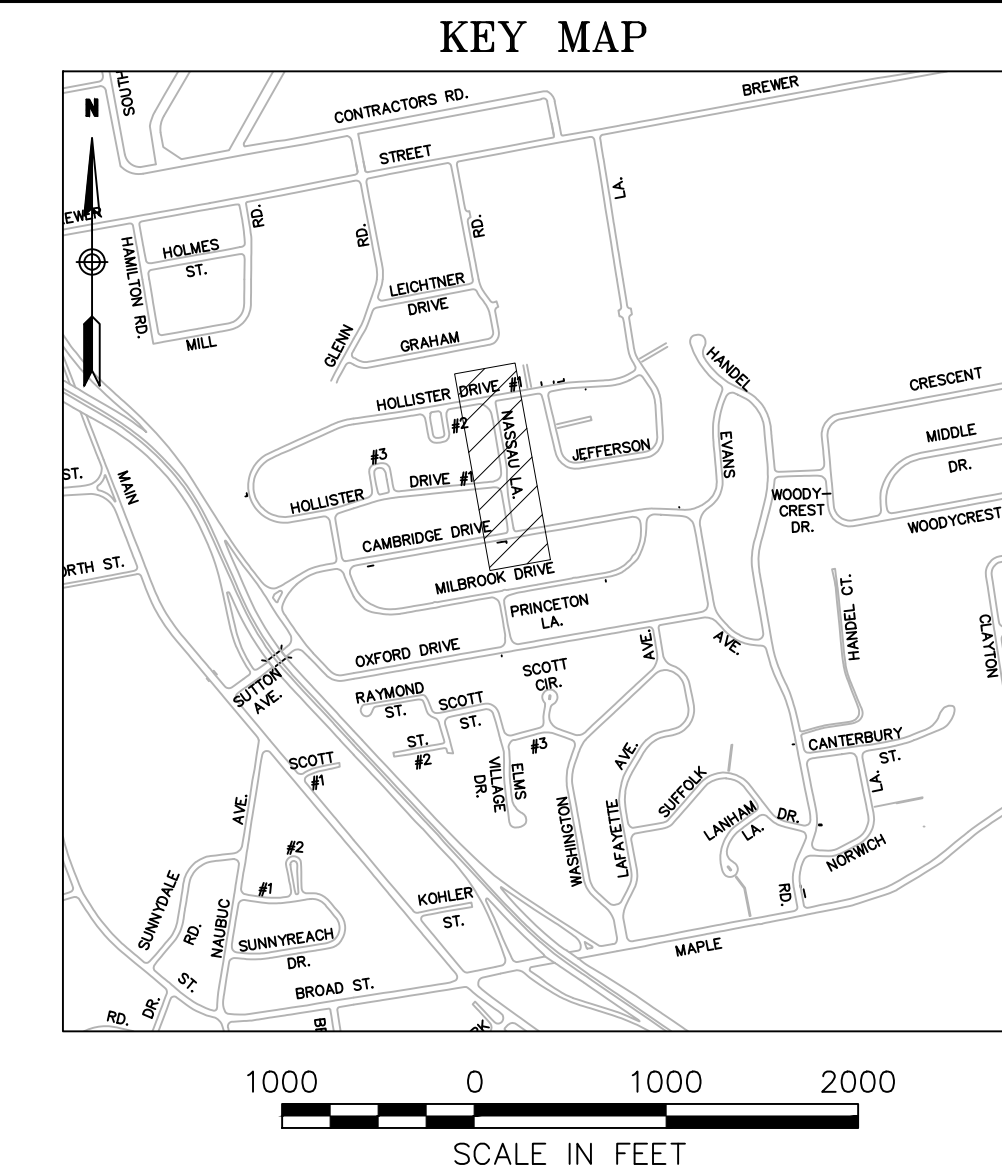 KEY MAP
SOUTH
N
CONTRACTORS RD.
BREWER
STREET
EWER
HAMILTON RD.
HOLMES
ST.
RD.
MILL
RD.
RD.
LA.
LEICHTNER
DRIVE
GLENN
GRAHAM
HANDEL
HOLLISTER DRIVE #1
#2
NASSAU LA.
#3
HOLLISTER
DRIVE #1
JEFFERSON
EVANS
CRESCENT
MIDDLE
DR.
WOODY-
CREST
DR.
WOODYCREST
ST.
MAIN
ORTH ST.
CAMBRIDGE DRIVE
MILBROOK DRIVE
PRINCETON
LA.
OXFORD DRIVE
AVE.
AVE.
HANDEL CT.
CLAYTON
SUTTON
AVE.
RAYMOND
ST.
SCOTT
ST.
SCOTT
CIR.
ST.
#2
#3
ELMS
VILLAGE
DR.
SCOTT
#1
AVE.
CANTERBURY
ST.
LA.
SUFFOLK
DR.
LANHAM
LA.
WASHINGTON
LAFAYETTE
AVE.
NORWICH
RD.
#2
#1
SUNNYDALE
RD.
NAUBUC
SUNNYREACH
DR.
KOHLER
ST.
MAPLE
ST.
BROAD ST.
RD.
DR.
BR
RK
1000 0 1000 2000
SCALE IN FEET